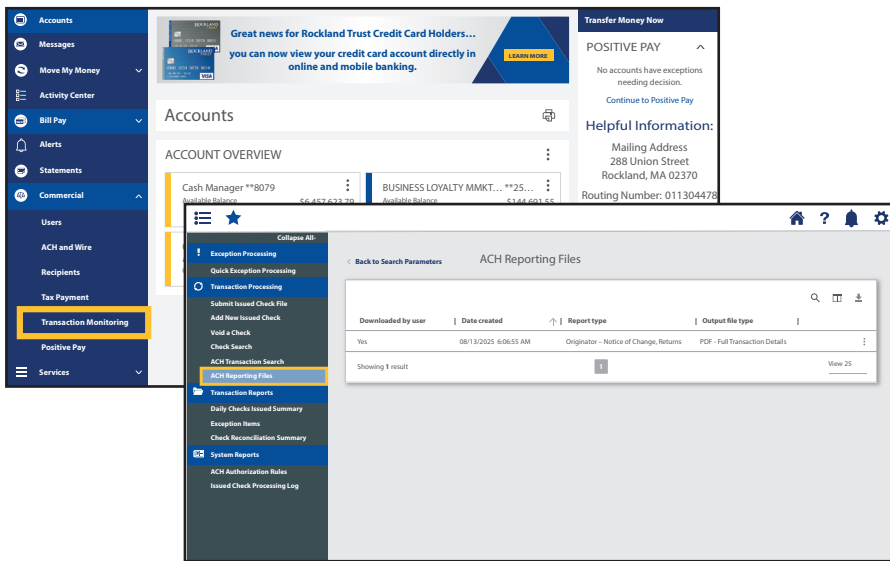 Accounts
Messages
Move My Money
Activity Center
Bill Pay
Alerts
Statements
Commercial
Users
ACH and Wire
Recipients
Tax Payment
Transaction Monitoring
Positive Pay
Services
ROCKLAND
VISA
Great news for Rockland Trust Credit Card Holders…
you can now view your credit card account directly in
online and mobile banking.
LEARN MORE
Accounts
ACCOUNT OVERVIEW
Cash Manager **8079
Available Balance $6,457,623.79
BUSINESS LOYALTY MMKT... **25...
Available Balance $144,691.55
Transfer Money Now
POSITIVE PAY
No accounts have exceptions
needing decision.
Continue to Positive Pay
Helpful Information:
Mailing Address
288 Union Street
Rockland, MA 02370
Routing Number: 011304478
Collapse All-
Exception Processing
Quick Exception Processing
Transaction Processing
Submit Issued Check File
Add New Issued Check
Void a Check
Check Search
ACH Transaction Search
ACH Reporting Files
Transaction Reports
Daily Checks Issued Summary
Exception Items
Check Reconciliation Summary
System Reports
ACH Authorization Rules
Issued Check Processing Log
< Back to Search Parameters
ACH Reporting Files
Downloaded by user | Date created | Report type | Output file type |
Yes 08/13/2025 6:06:55 AM Originator – Notice of Change, Returns PDF - Full Transaction Details
Showing 1 result 1 View 25